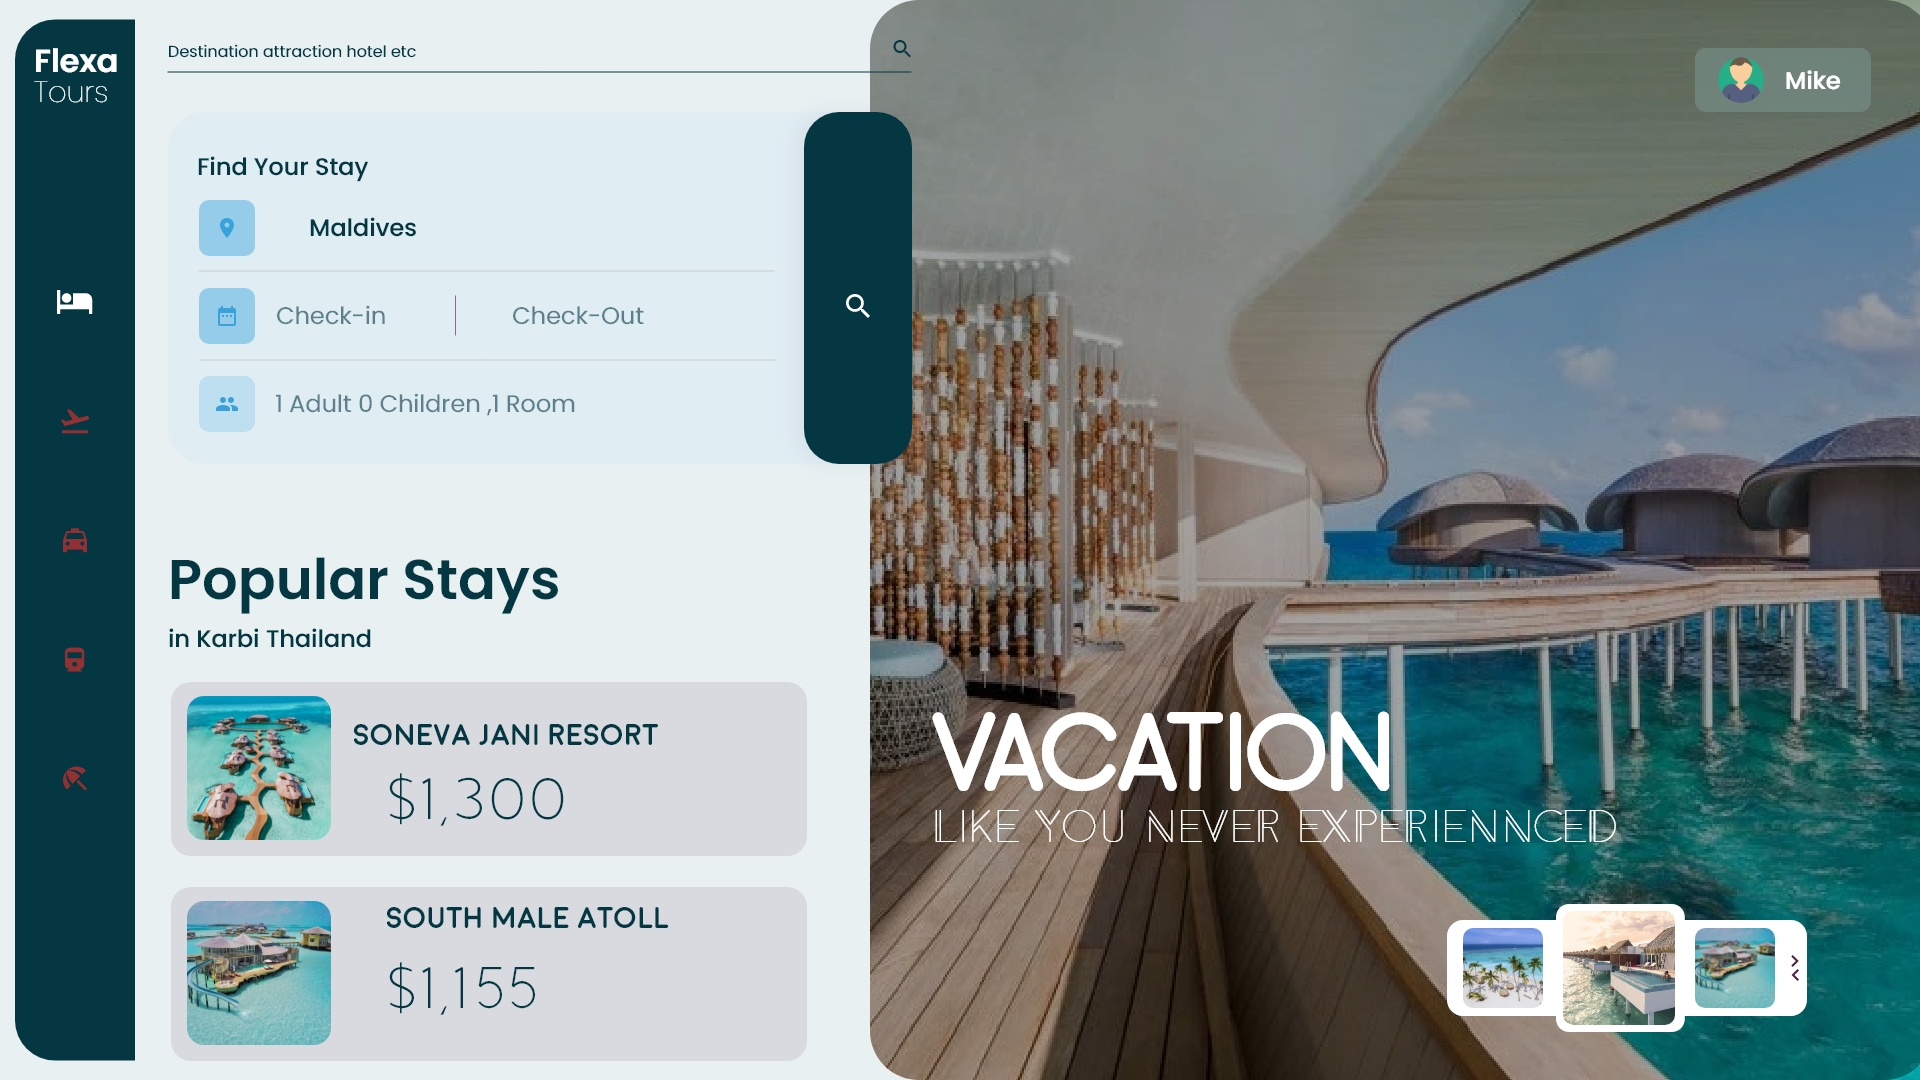 Flexa
Tours
Destination attraction hotel etc
Mike
Find Your Stay
Maldives
Check-in
Check-Out
1 Adult 0 Children ,1 Room
Popular Stays
in Karbi Thailand
SONEVA JANI RESORT
$1,300
SOUTH MALE ATOLL
$1,155
VACATION
LIKE YOU NEVER EXPERIENNCED